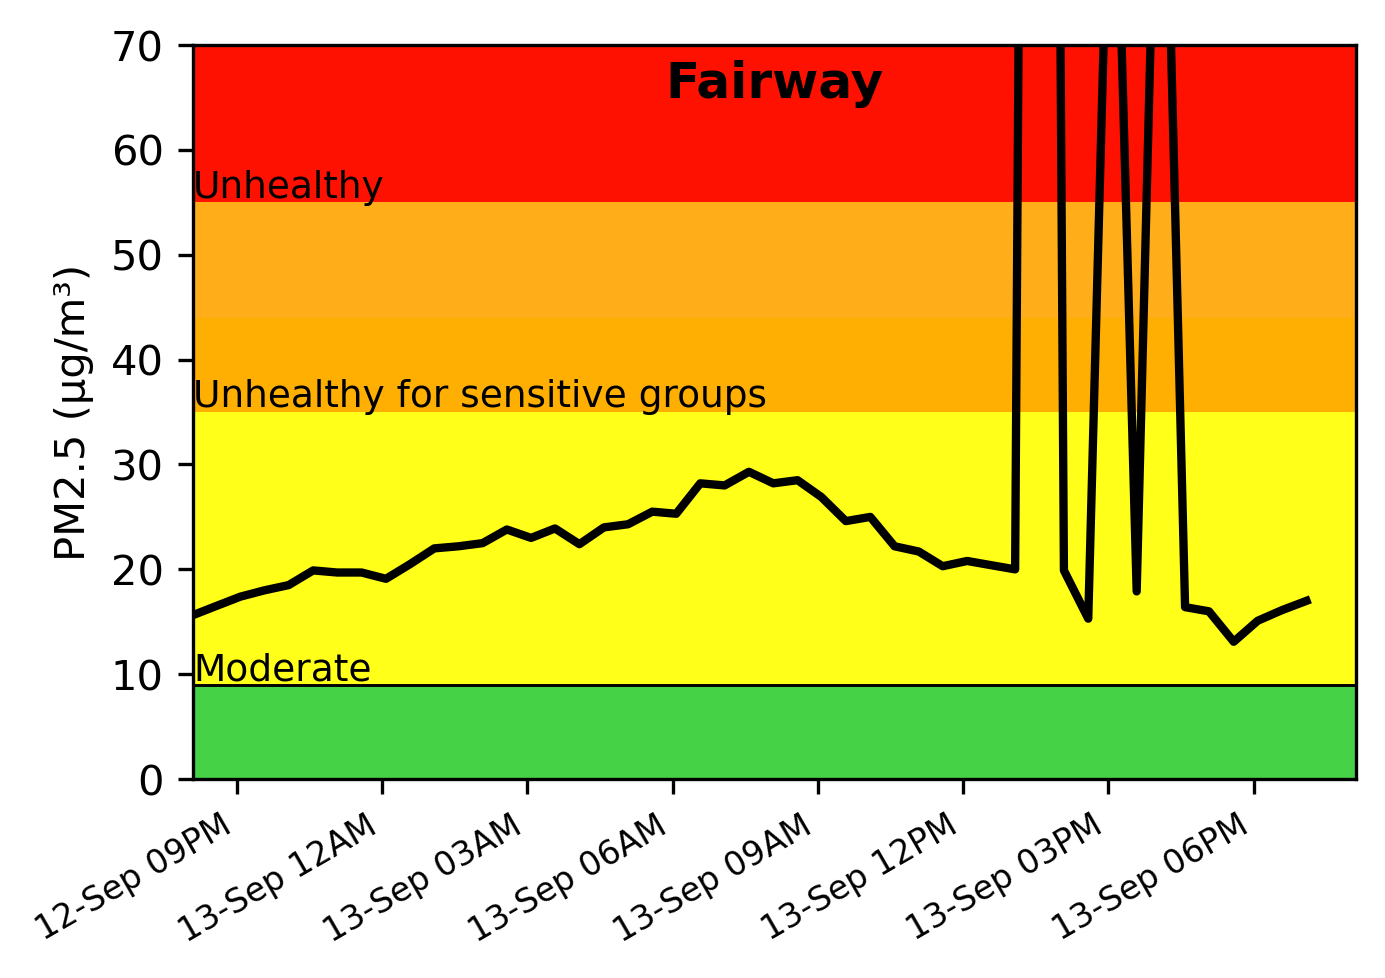 Fairway
70
60
50
40
30
20
10
0
PM2.5 (µg/m³)
Unhealthy
Unhealthy for sensitive groups
Moderate
12-Sep 09PM
13-Sep 12AM
13-Sep 03AM
13-Sep 06AM
13-Sep 09AM
13-Sep 12PM
13-Sep 03PM
13-Sep 06PM